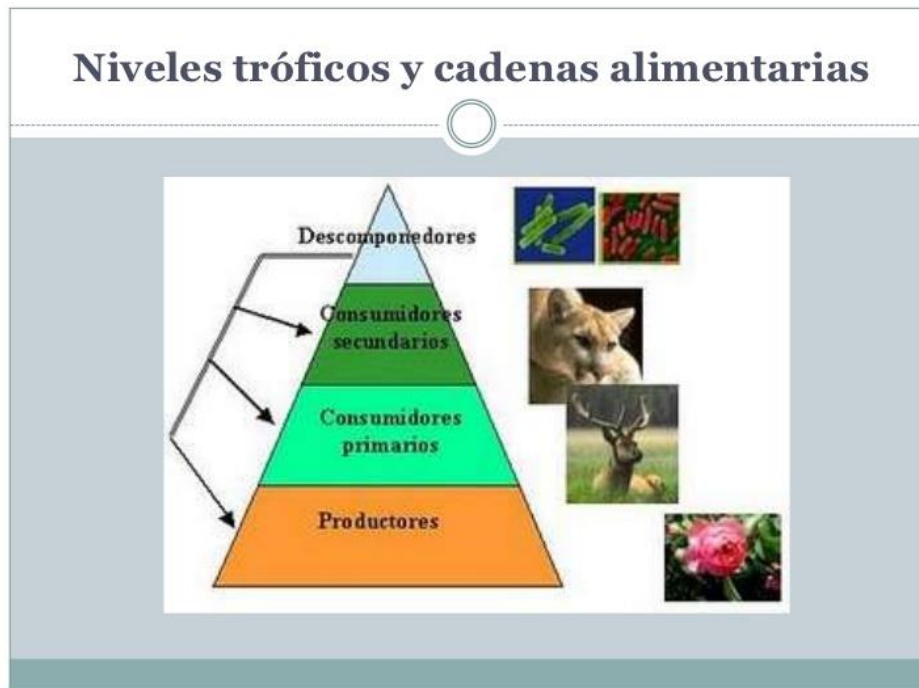 Niveles tróficos y cadenas alimentarias
Descomponedores
Consumidores
secundarios
Consumidores
primarios
Productores